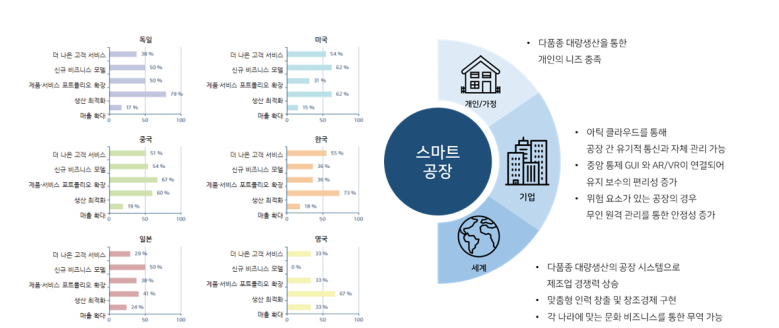 독일
더 나은 고객 서비스
38 %
신규 비즈니스 모델
50 %
제품·서비스 포트폴리오 확장
50 %
생산 최적화
79 %
매출 확대
17 %
0
50
100
미국
더 나은 고객 서비스
54 %
신규 비즈니스 모델
62 %
제품·서비스 포트폴리오 확장
31 %
생산 최적화
62 %
매출 확대
15 %
0
50
100
중국
더 나은 고객 서비스
51 %
신규 비즈니스 모델
54 %
제품·서비스 포트폴리오 확장
67 %
생산 최적화
60 %
매출 확대
19 %
0
50
100
한국
더 나은 고객 서비스
55 %
신규 비즈니스 모델
36 %
제품·서비스 포트폴리오 확장
36 %
생산 최적화
73 %
매출 확대
18 %
0
50
100
일본
더 나은 고객 서비스
29 %
신규 비즈니스 모델
50 %
제품·서비스 포트폴리오 확장
38 %
생산 최적화
41 %
매출 확대
24 %
0
50
100
영국
더 나은 고객 서비스
33 %
신규 비즈니스 모델
0 %
제품·서비스 포트폴리오 확장
33 %
생산 최적화
67 %
매출 확대
33 %
0
50
100
스마트
공장
개인/가정
기업
세계
• 다품종 대량생산을 통한
개인의 니즈 충족
• 아틱 클라우드를 통해
공장 간 유기적 통신과 자체 관리 가능
• 중앙 통제 GUI 와 AR/VR이 연결되어
유지 보수의 편리성 증가
• 위험 요소가 있는 공장의 경우
무인 원격 관리를 통한 안정성 증가
• 다품종 대량생산의 공장 시스템으로
제조업 경쟁력 상승
• 맞춤형 인력 창출 및 창조경제 구현
• 각 나라에 맞는 문화 비즈니스를 통한 무역 가능